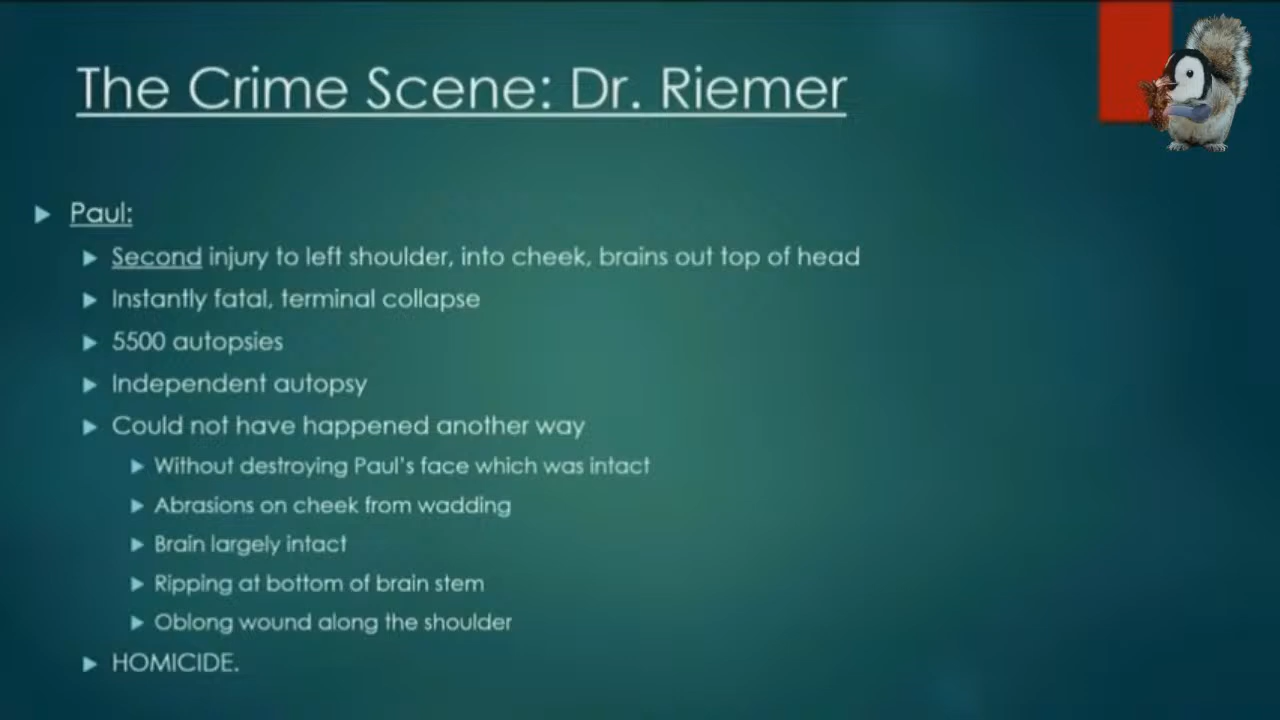 The Crime Scene: Dr. Riemer
Paul:
Second injury to left shoulder, into cheek, brains out top of head
Instantly fatal, terminal collapse
5500 autopsies
Independent autopsy
Could not have happened another way
Without destroying Paul's face which was intact
Abrasions on cheek from wadding
Brain largely intact
Ripping at bottom of brain stem
Oblong wound along the shoulder
HOMICIDE.